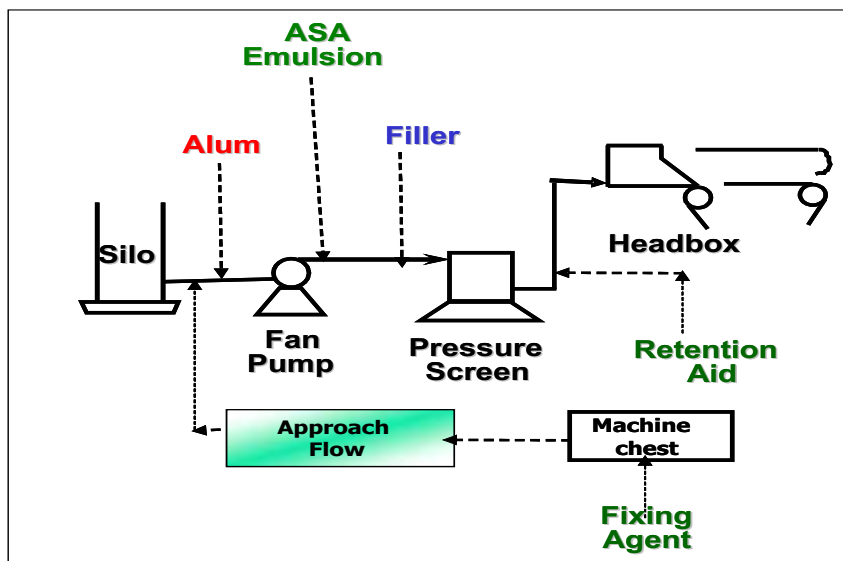 ASA
Emulsion
Alum
Filler
Silo
Headbox
Fan
Pump
Pressure
Screen
Retention
Aid
Approach
Flow
Machine
chest
Fixing
Agent